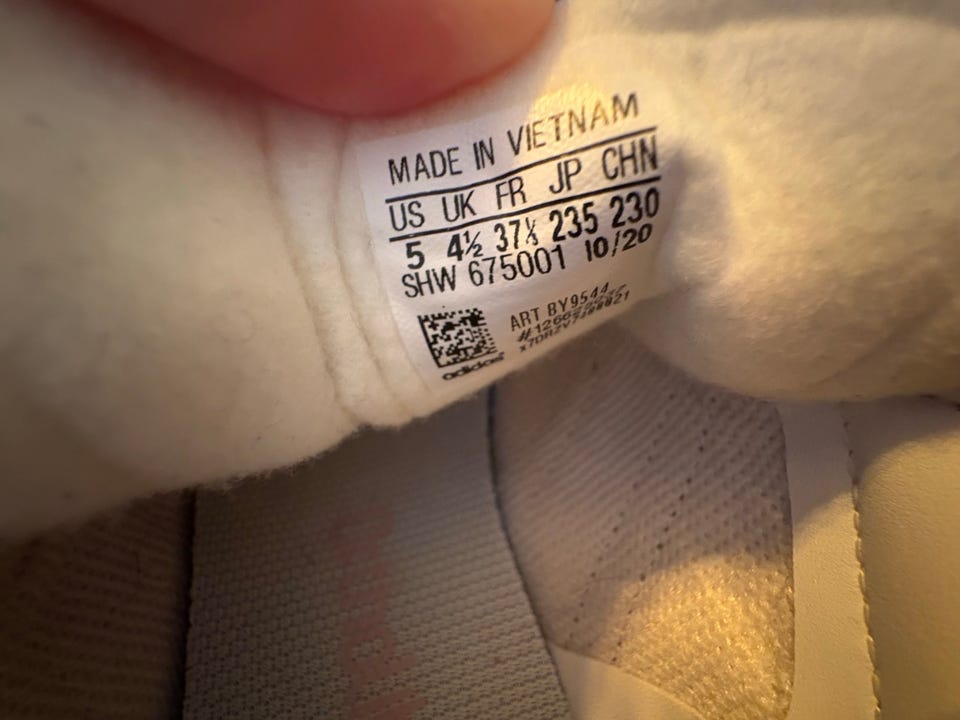 MADE IN VIETNAM
US UK FR JP CHN
5 4½ 37⅓ 235 230
SHW 675001 10/20
ART BY9544
adidas